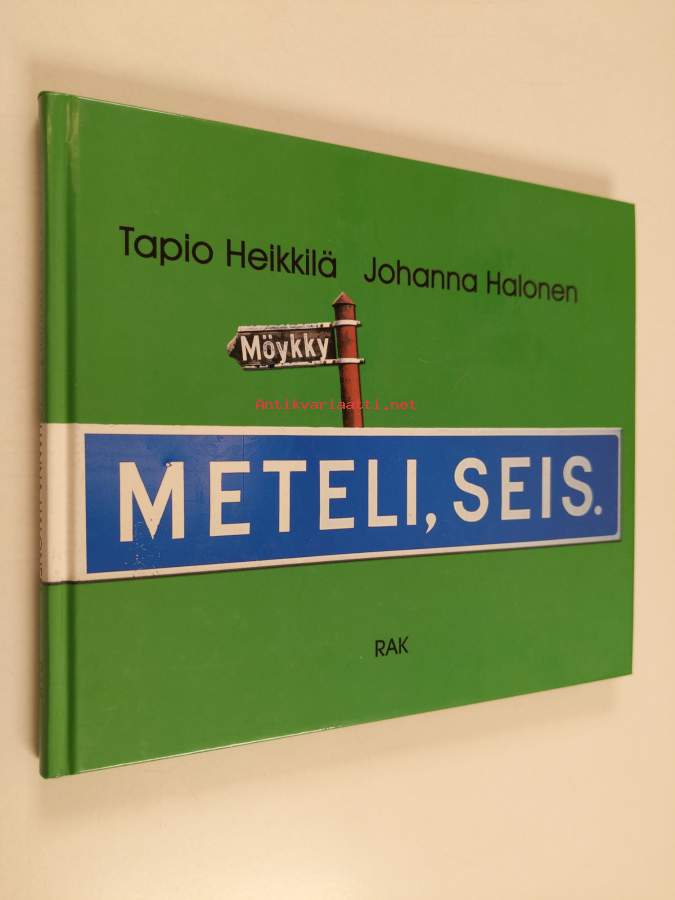 Tapio Heikkilä Johanna Halonen
Möykky
Antikvariaatti.net
METELI, SEIS.
RAK